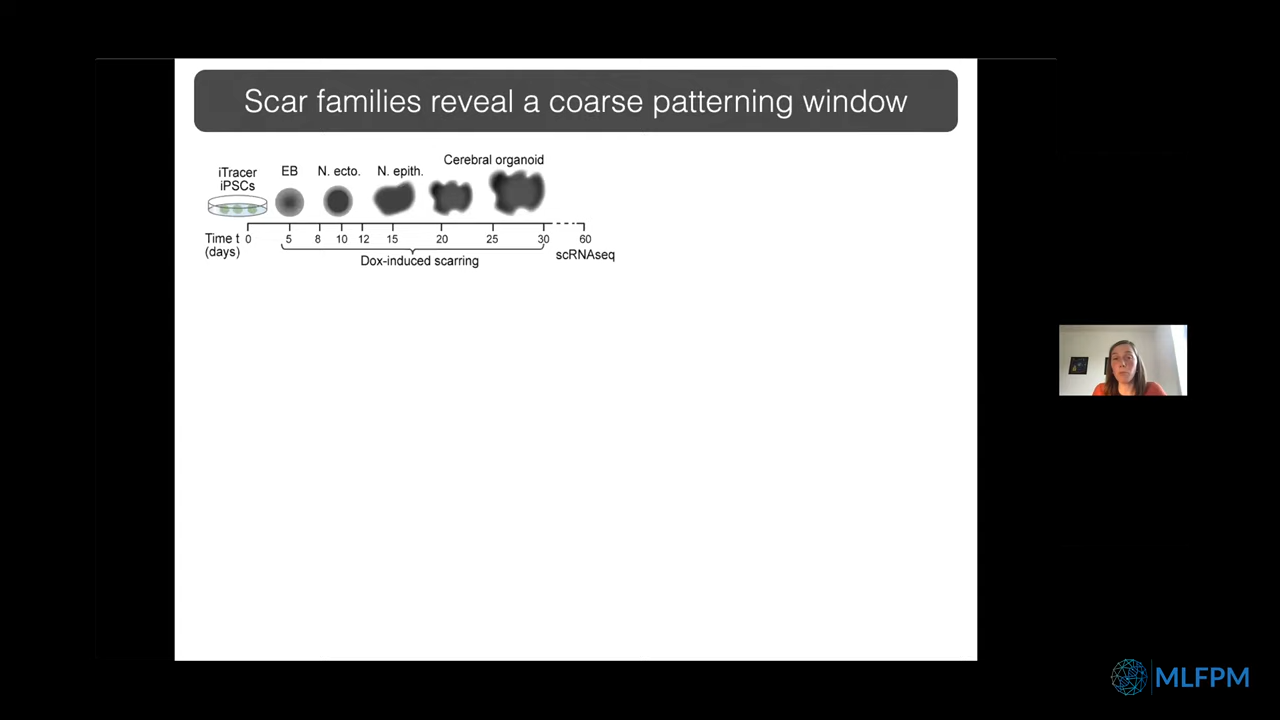 Scar families reveal a coarse patterning window
Cerebral organoid
iTracer
iPSCs
EB
N. ecto.
N. epith.
Time t
(days)
0 5 8 10 12 15 20 25 30 60
Dox-induced scarring
scRNAseq
MLFPM